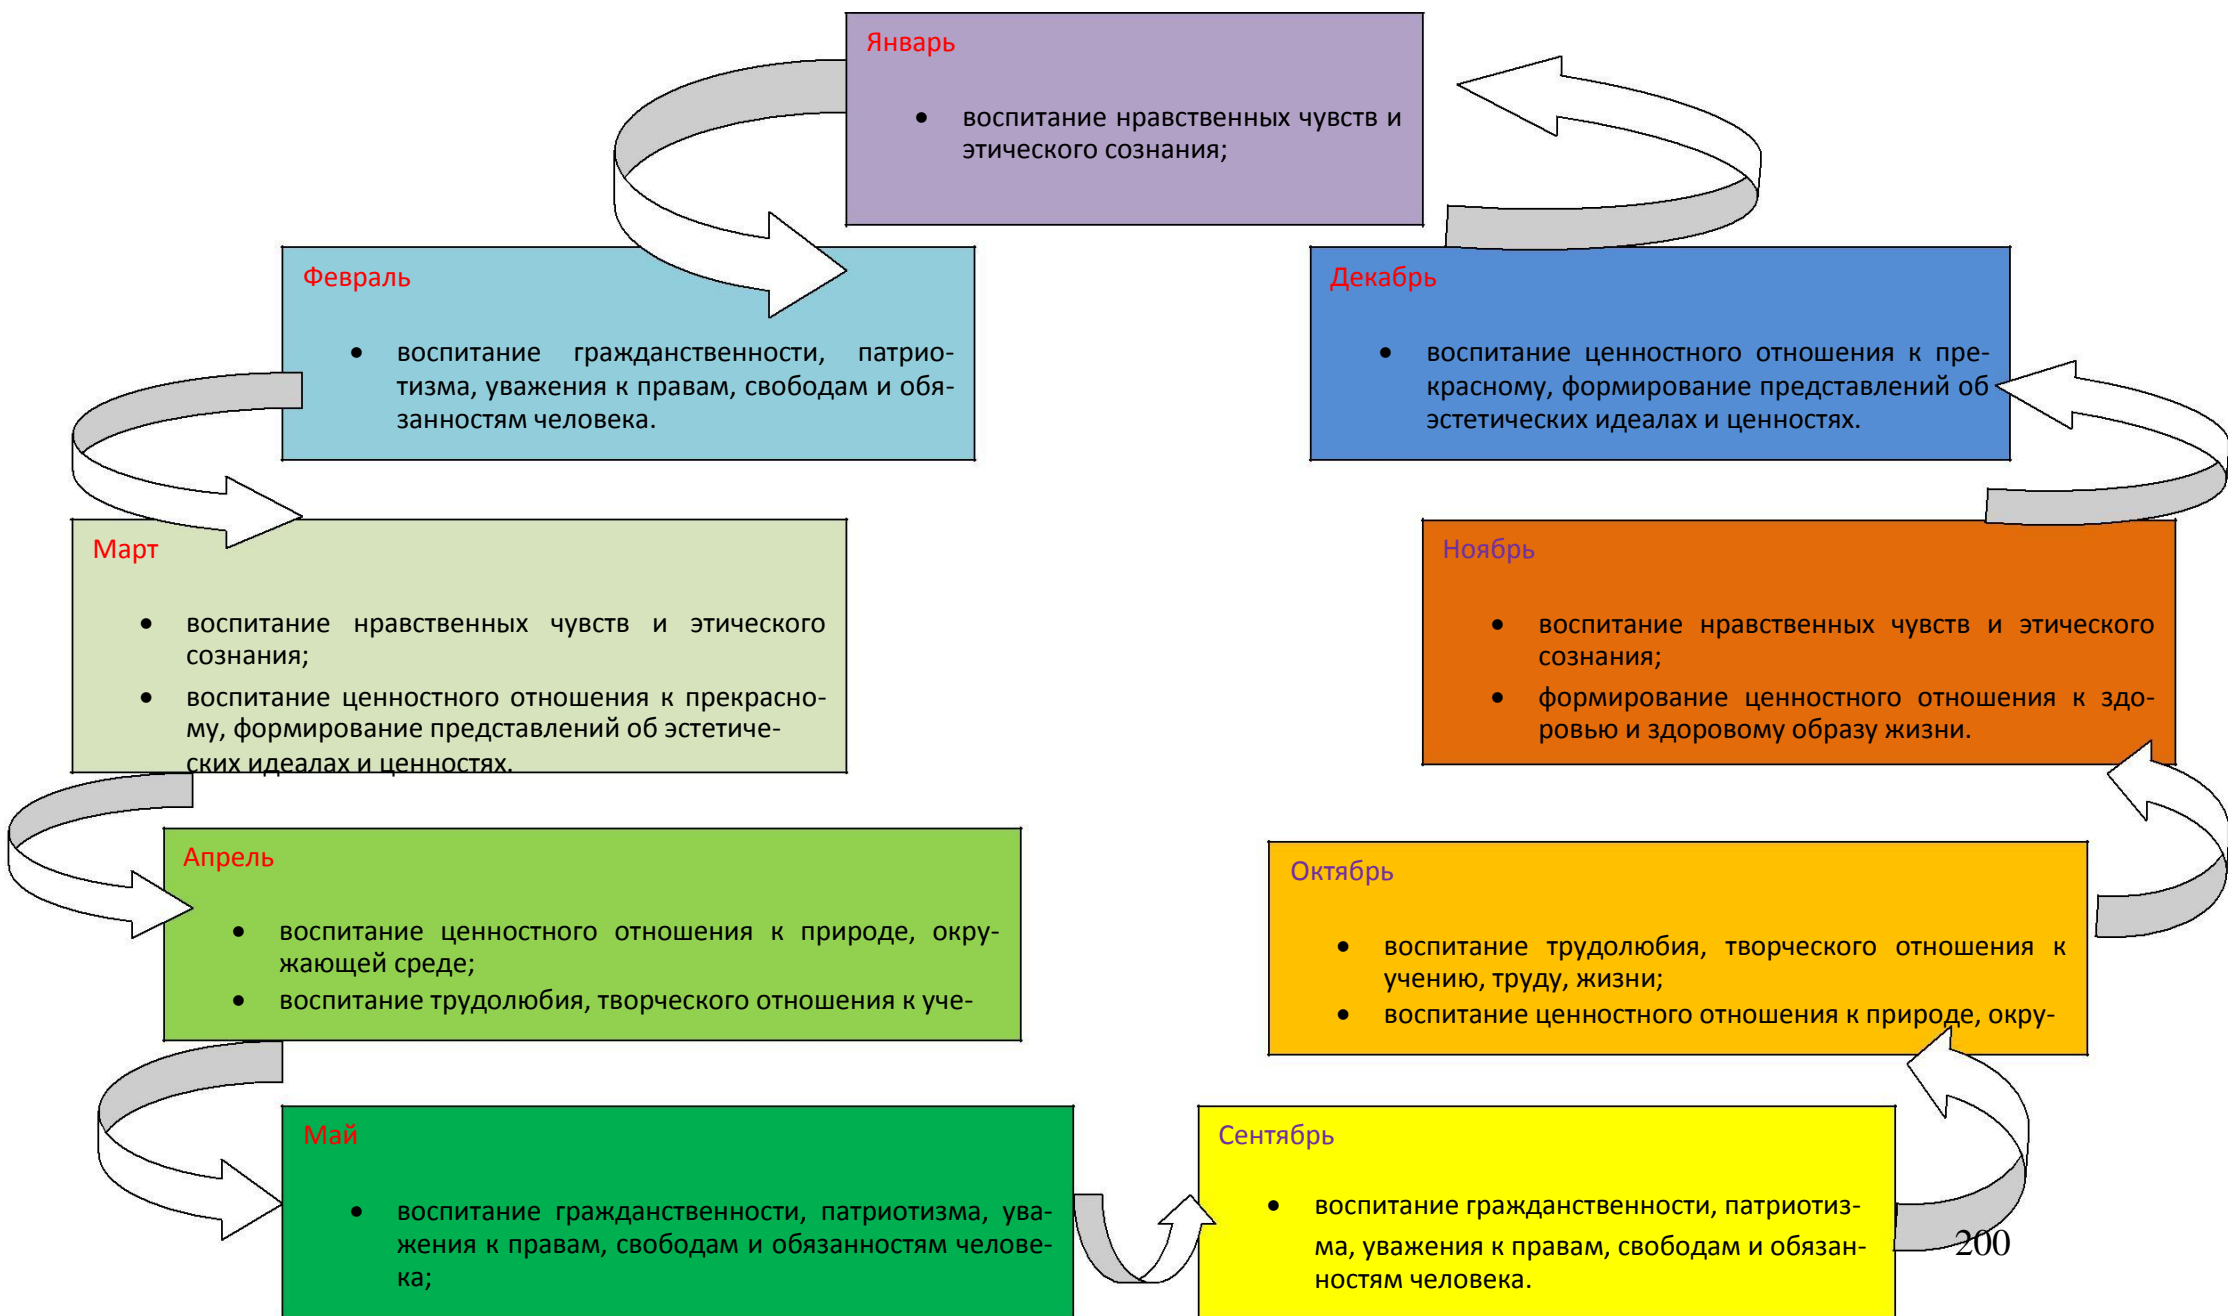 Январь
• воспитание нравственных чувств и
этического сознания;
Февраль
• воспитание гражданственности, патрио-
тизма, уважения к правам, свободам и обя-
занностям человека.
Декабрь
• воспитание ценностного отношения к пре-
красному, формирование представлений об
эстетических идеалах и ценностях.
Март
• воспитание нравственных чувств и этического
сознания;
• воспитание ценностного отношения к прекрасно-
му, формирование представлений об эстетиче-
ских идеалах и ценностях.
Ноябрь
• воспитание нравственных чувств и этического
сознания;
• формирование ценностного отношения к здо-
ровью и здоровому образу жизни.
Апрель
• воспитание ценностного отношения к природе, окру-
жающей среде;
• воспитание трудолюбия, творческого отношения к уче-
Октябрь
• воспитание трудолюбия, творческого отношения к
учению, труду, жизни;
• воспитание ценностного отношения к природе, окру-
Май
• воспитание гражданственности, патриотизма, ува-
жения к правам, свободам и обязанностям челове-
ка;
Сентябрь
• воспитание гражданственности, патриотиз-
ма, уважения к правам, свободам и обязан-
ностям человека.
200